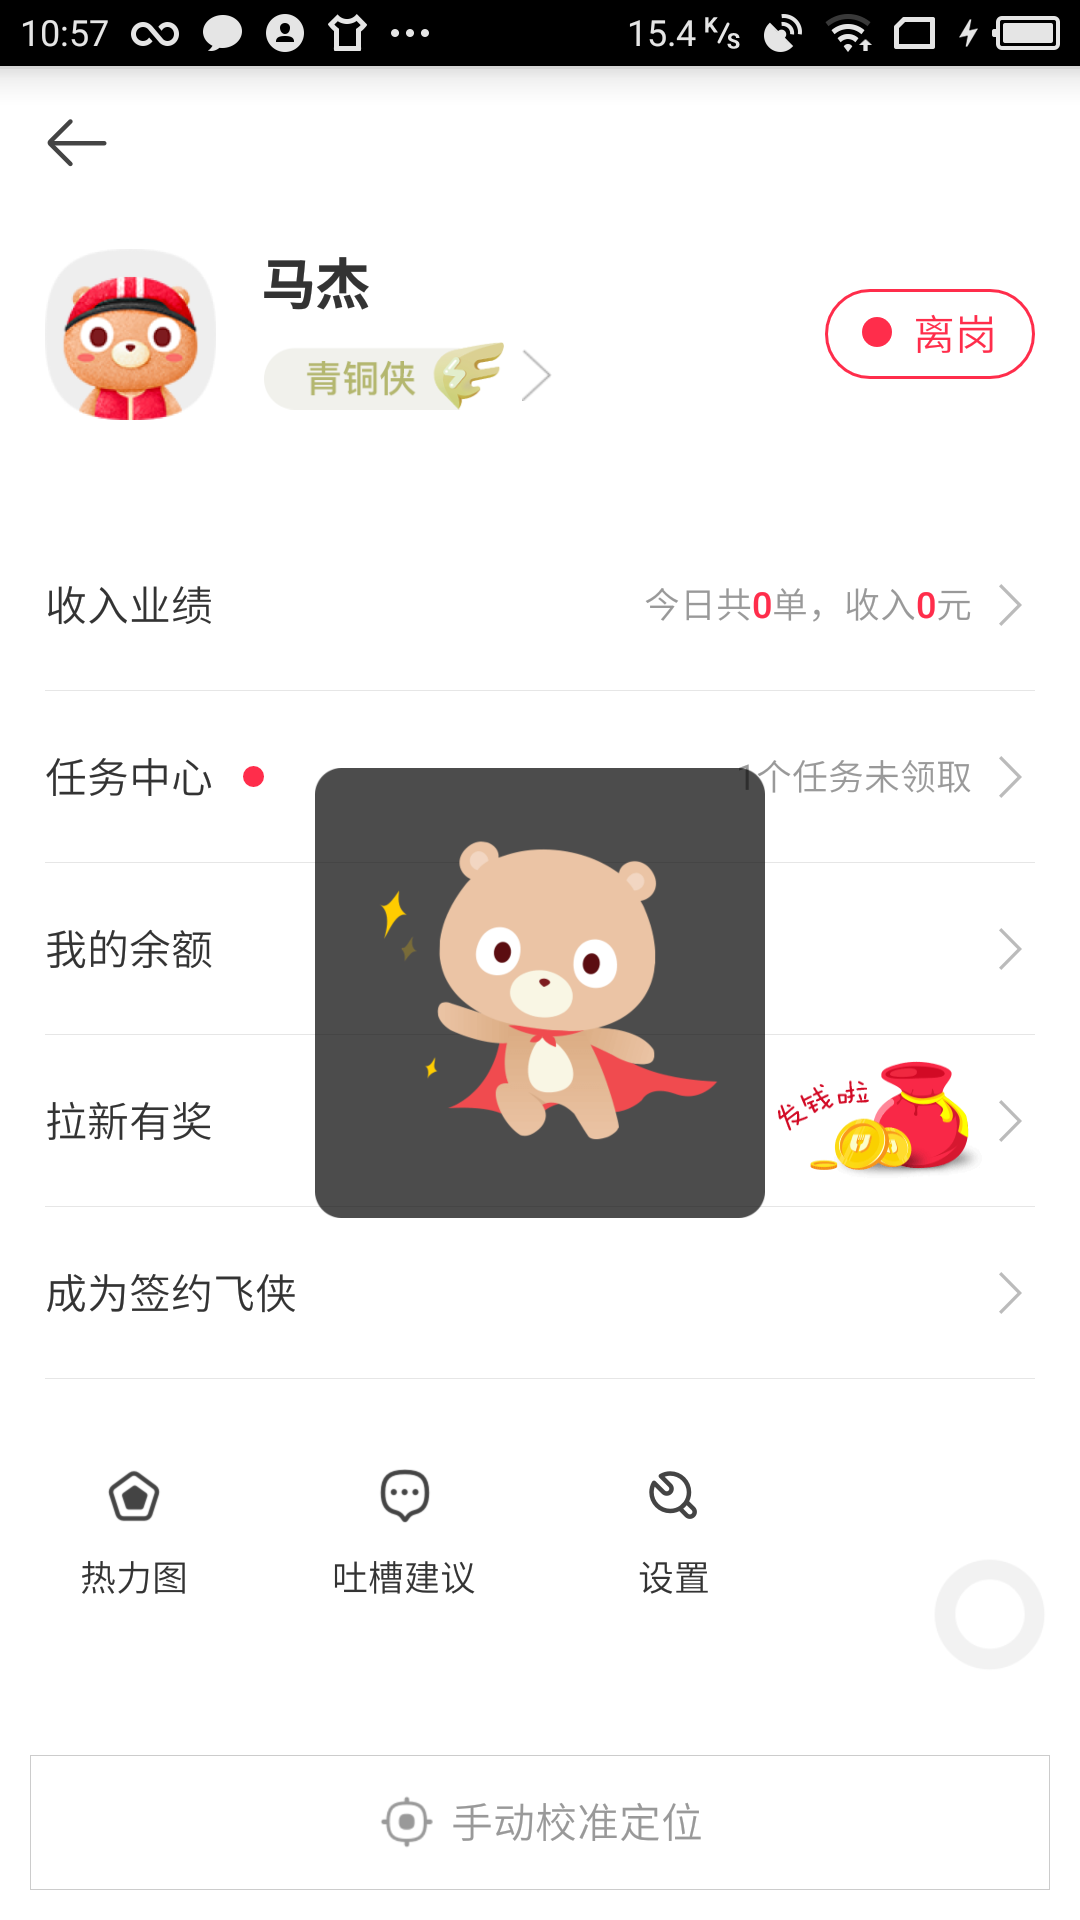 10:57 15.4 K/s
马杰
青铜侠
离岗
收入业绩 今日共0单，收入0元
任务中心 1个任务未领取
我的余额
拉新有奖 发钱啦
成为签约飞侠
热力图 吐槽建议 设置
手动校准定位